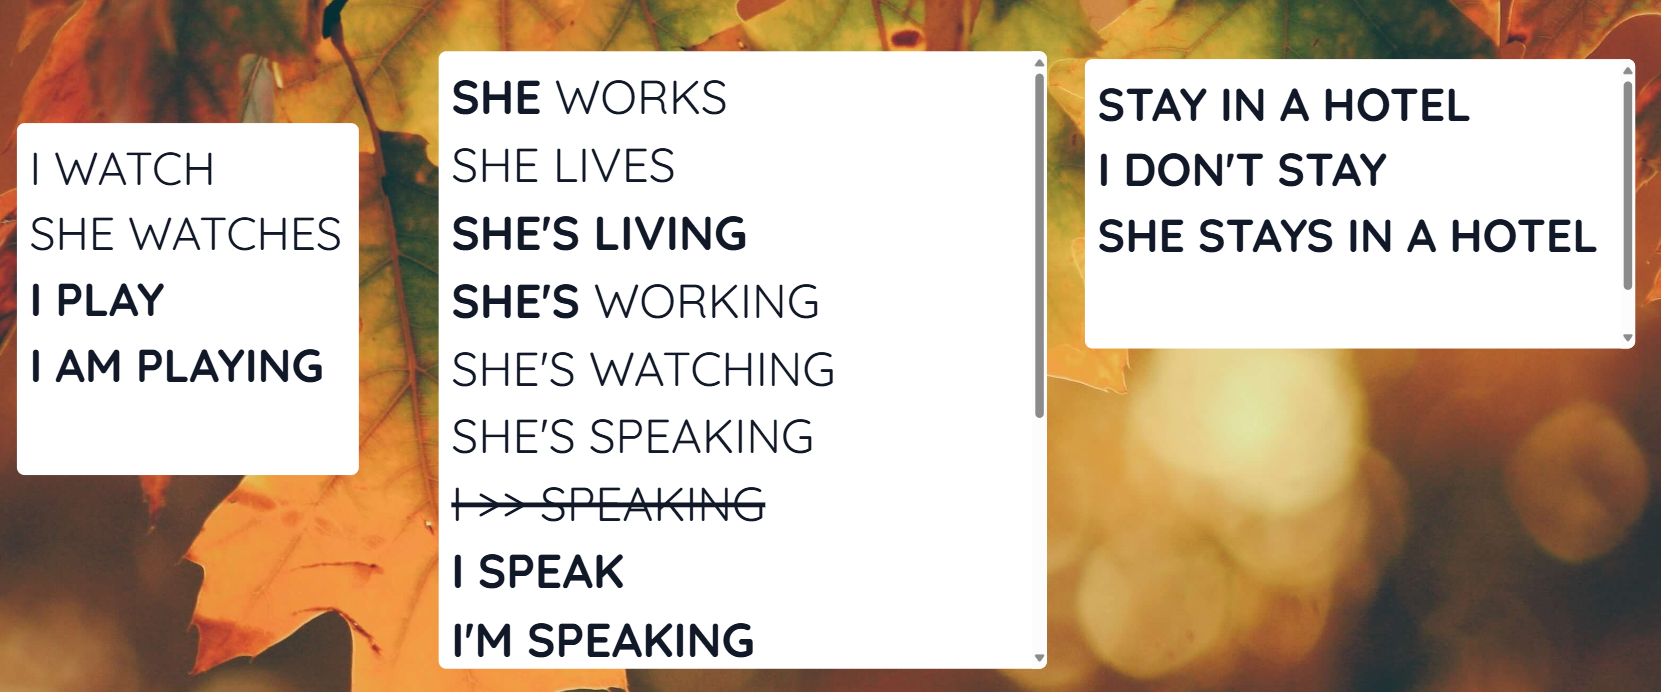 I WATCH
SHE WATCHES
I PLAY
I AM PLAYING
SHE WORKS
SHE LIVES
SHE'S LIVING
SHE'S WORKING
SHE'S WATCHING
SHE'S SPEAKING
I >> SPEAKING
I SPEAK
I'M SPEAKING
STAY IN A HOTEL
I DON'T STAY
SHE STAYS IN A HOTEL